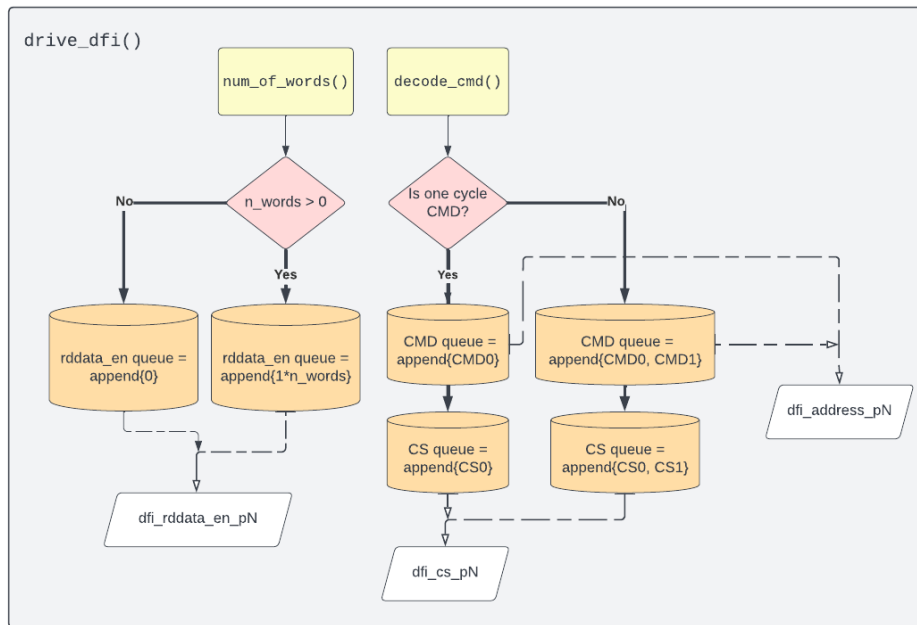 drive_dfi()
num_of_words()
decode_cmd()
n_words > 0
Is one cycle
CMD?
No
No
Yes
Yes
rddata_en queue =
append{0}
rddata_en queue =
append{1*n_words}
CMD queue =
append{CMD0}
CMD queue =
append{CMD0, CMD1}
dfi_address_pN
CS queue =
append{CS0}
CS queue =
append{CS0, CS1}
dfi_rddata_en_pN
dfi_cs_pN